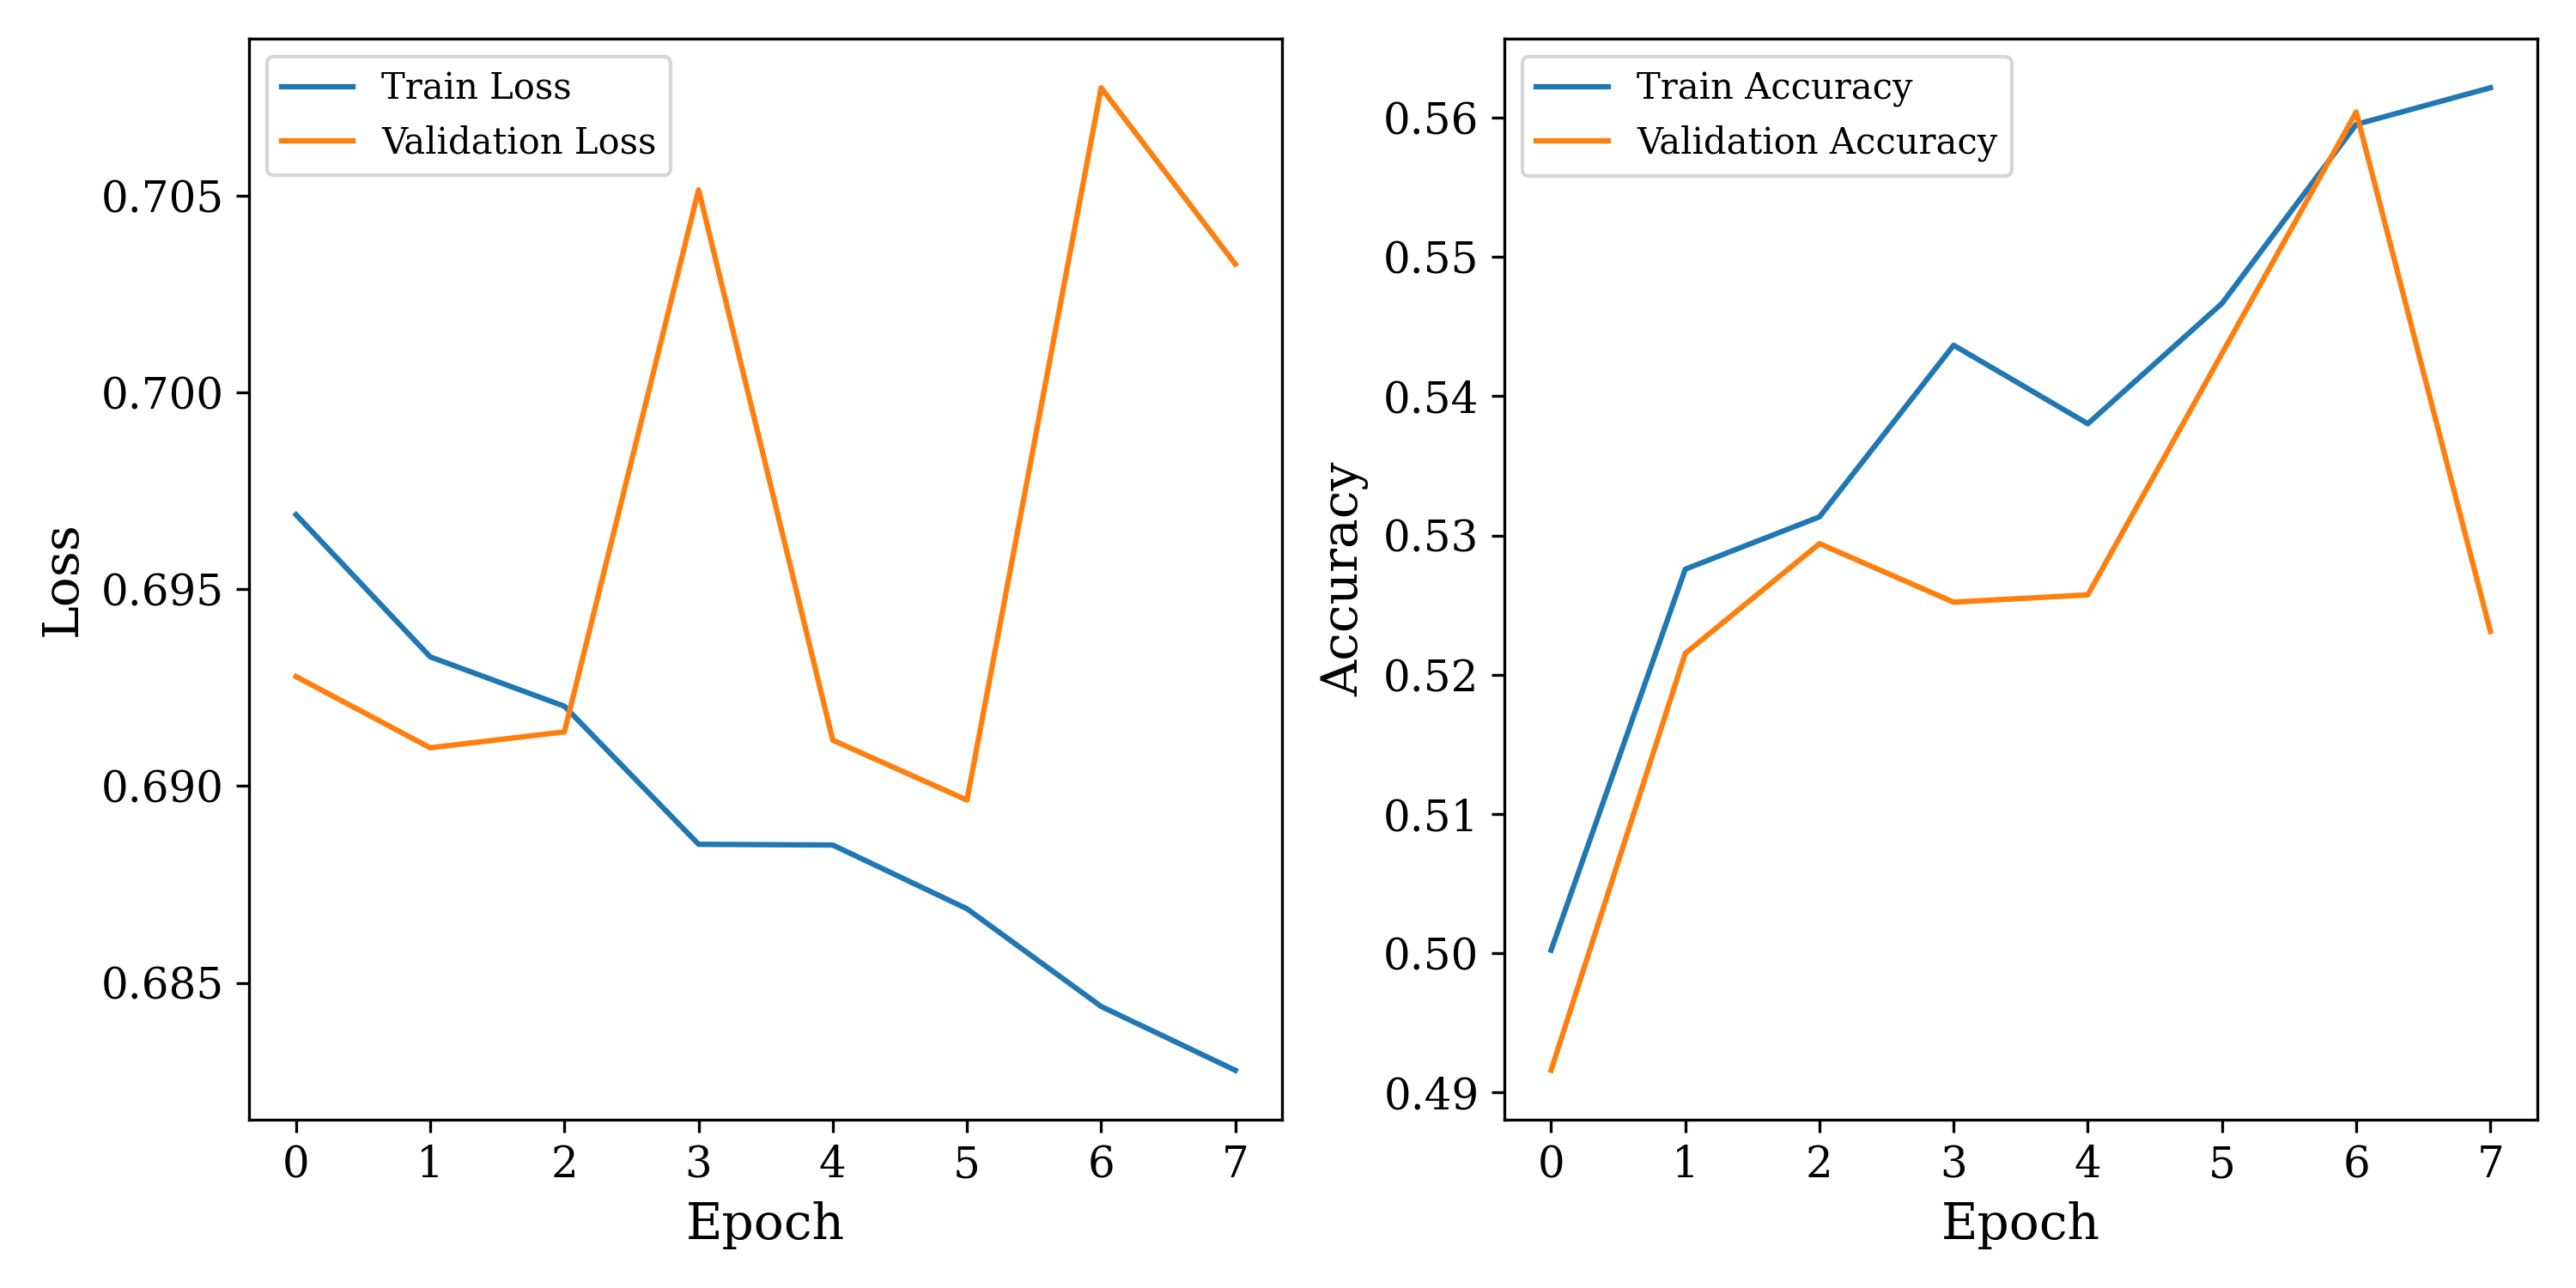 Train Loss
Validation Loss
0.705
0.700
0.695
0.690
0.685
Loss
0 1 2 3 4 5 6 7
Epoch
Train Accuracy
Validation Accuracy
0.56
0.55
0.54
0.53
0.52
0.51
0.50
0.49
Accuracy
0 1 2 3 4 5 6 7
Epoch